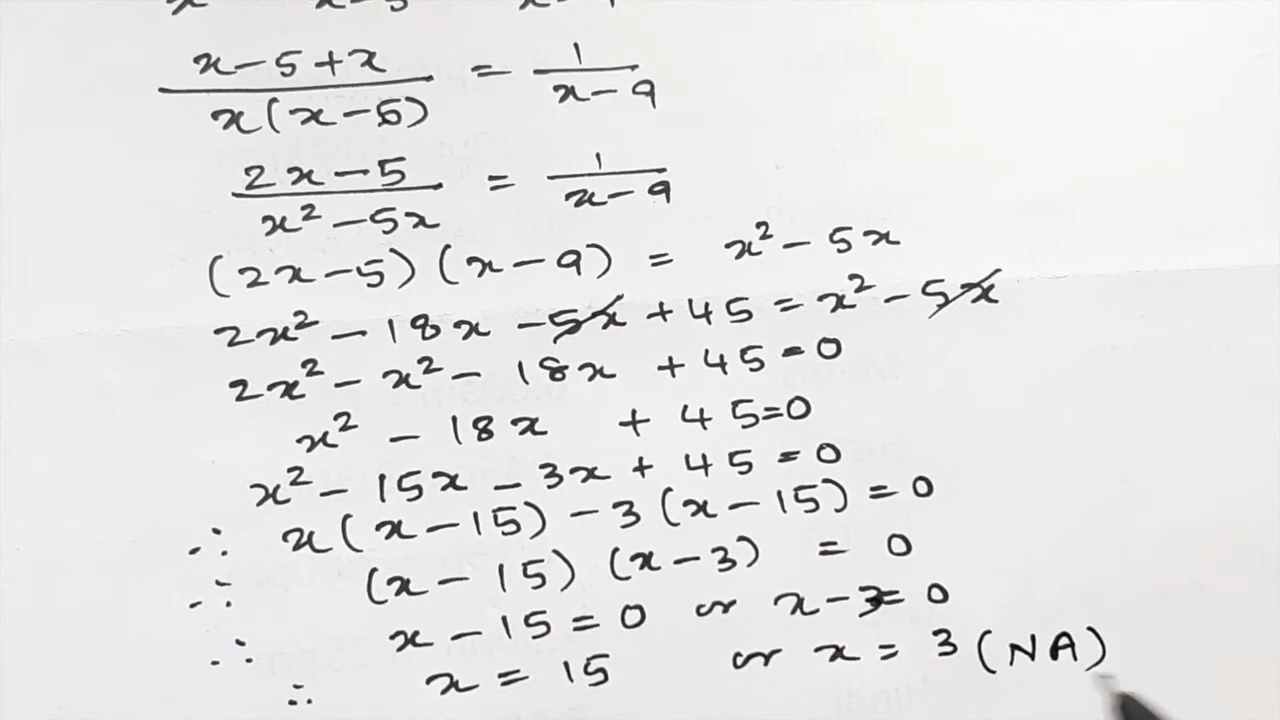 x-5+x / x(x-5) = 1 / x-9
2x-5 / x²-5x = 1 / x-9
(2x-5) (x-9) = x²-5x
2x²-18x-5x+45 = x²-5x
2x²-x²-18x+45=0
x²-18x+45=0
x²-15x-3x+45=0
∴ x(x-15)-3(x-15)=0
∴ (x-15) (x-3) = 0
∴ x-15=0 or x-3=0
∴ x=15 or x=3 (NA)